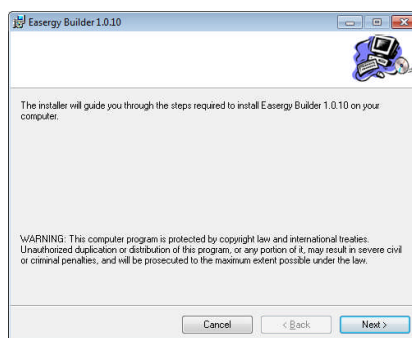 Easergy Builder 1.0.10
The installer will guide you through the steps required to install Easergy Builder 1.0.10 on your
computer.
WARNING: This computer program is protected by copyright law and international treaties.
Unauthorized duplication or distribution of this program, or any portion of it, may result in severe civil
or criminal penalties, and will be prosecuted to the maximum extent possible under the law.
Cancel < Back Next >